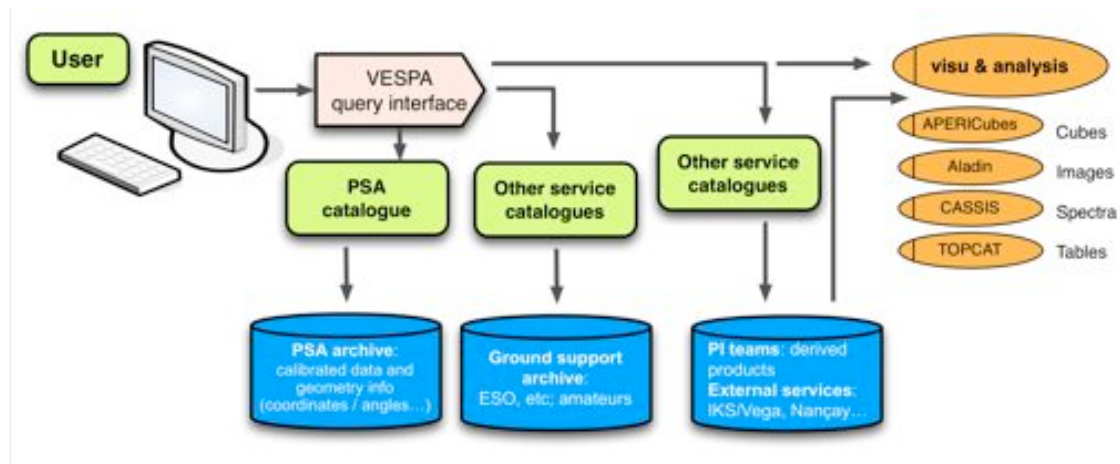 User
VESPA
query interface
visu & analysis
APERICubes
Cubes
Aladin
Images
CASSIS
Spectra
TOPCAT
Tables
PSA
catalogue
Other service
catalogues
Other service
catalogues
PSA archive:
calibrated data and
geometry info
(coordinates / angles...)
Ground support
archive:
ESO, etc; amateurs
PI teams: derived
products
External services:
IKS/Vega, Nançay...